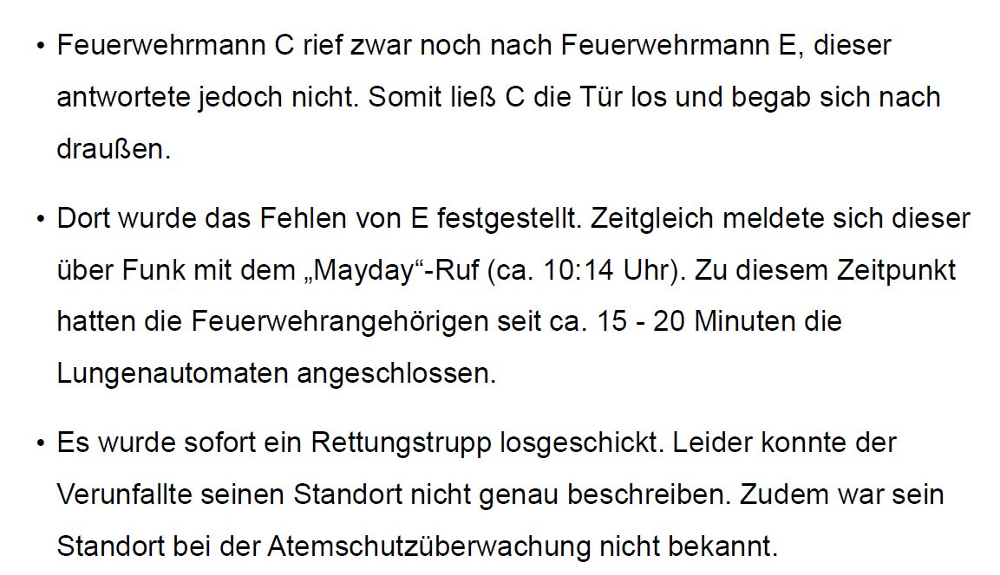 • Feuerwehrmann C rief zwar noch nach Feuerwehrmann E, dieser
antwortete jedoch nicht. Somit ließ C die Tür los und begab sich nach
draußen.
• Dort wurde das Fehlen von E festgestellt. Zeitgleich meldete sich dieser
über Funk mit dem „Mayday“-Ruf (ca. 10:14 Uhr). Zu diesem Zeitpunkt
hatten die Feuerwehrangehörigen seit ca. 15 - 20 Minuten die
Lungenautomaten angeschlossen.
• Es wurde sofort ein Rettungstrupp losgeschickt. Leider konnte der
Verunfallte seinen Standort nicht genau beschreiben. Zudem war sein
Standort bei der Atemschutzüberwachung nicht bekannt.